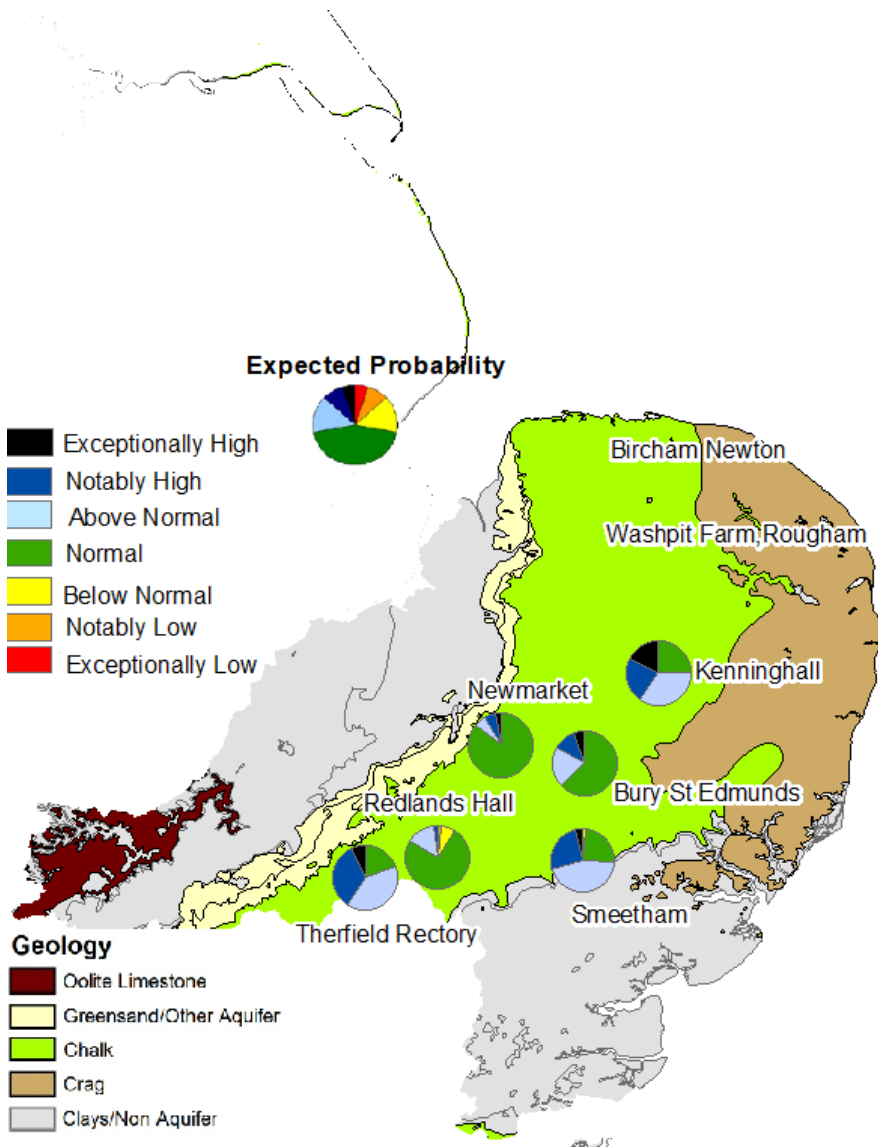 Expected Probability
Exceptionally High
Notably High
Above Normal
Normal
Below Normal
Notably Low
Exceptionally Low
Bircham Newton
Washpit Farm,Rougham
Kenninghall
Newmarket
Bury St Edmunds
Redlands Hall
Smeetham
Therfield Rectory
Geology
Oolite Limestone
Greensand/Other Aquifer
Chalk
Crag
Clays/Non Aquifer